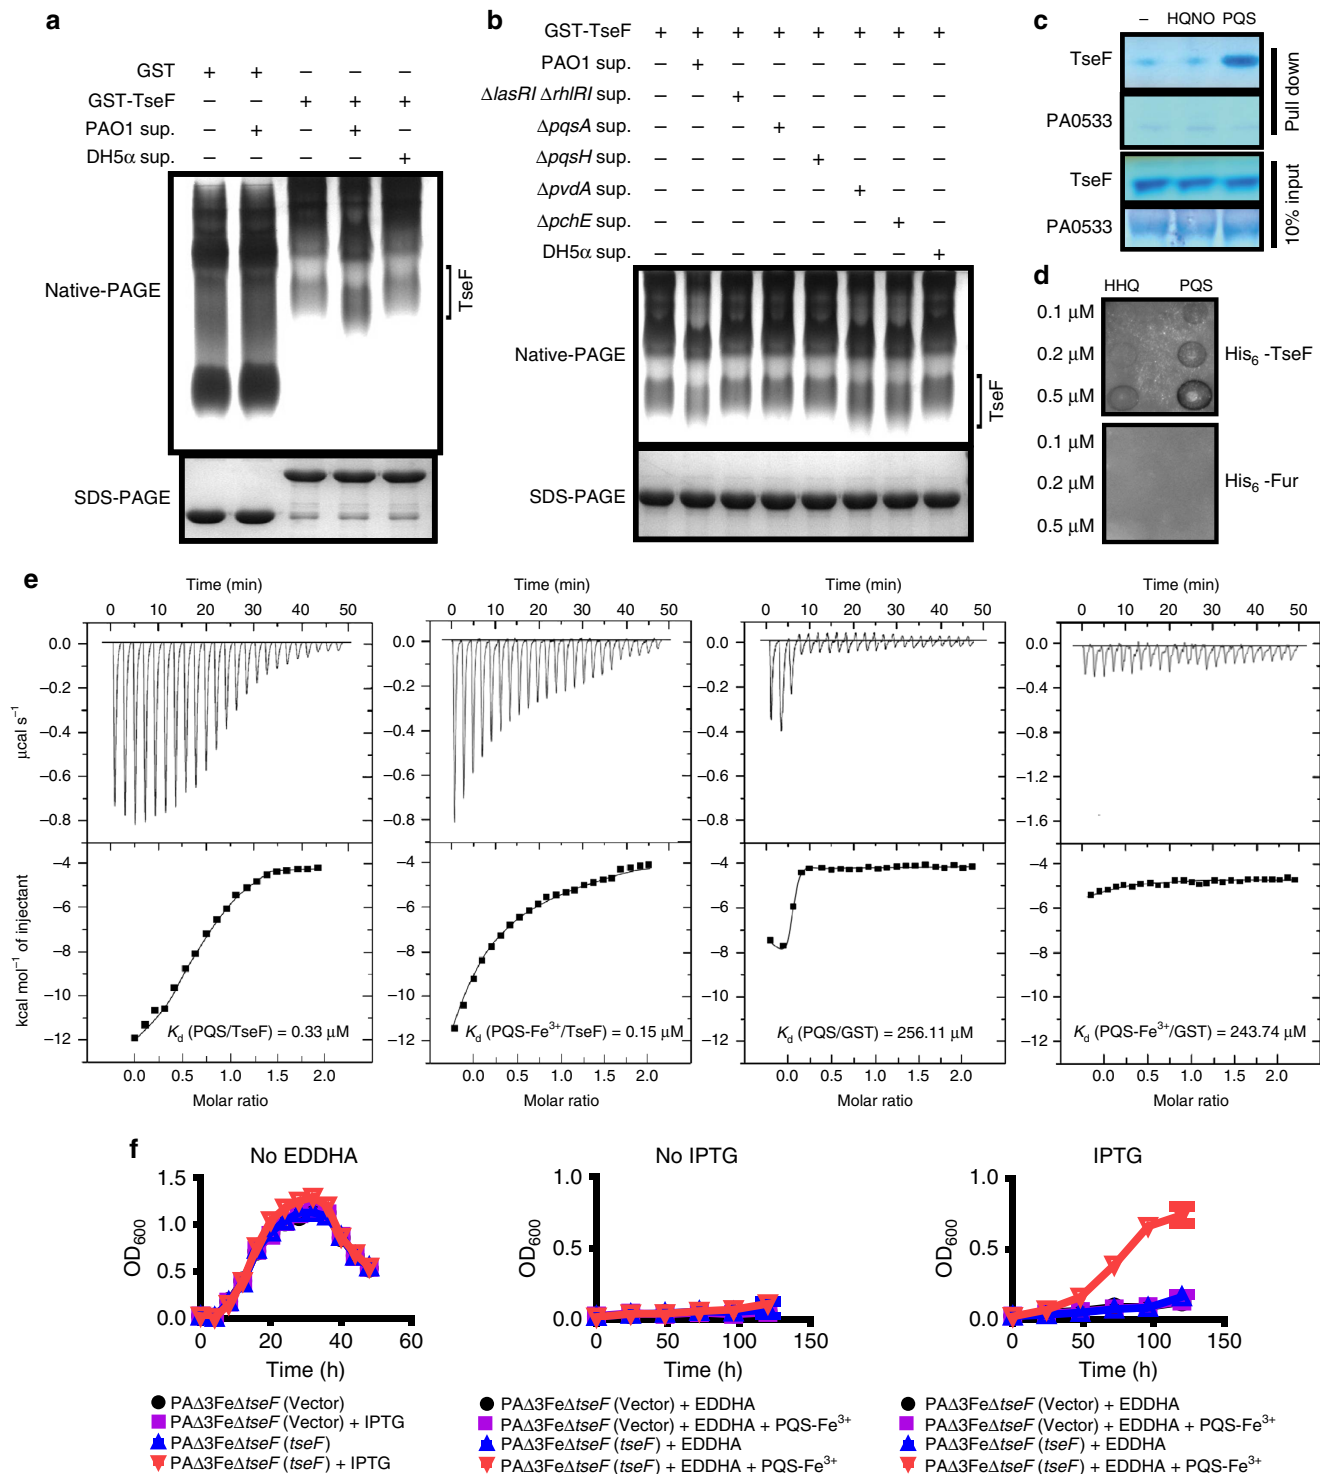 a
GST + + – – –
GST-TseF – – + + +
PAO1 sup. – + – + –
DH5α sup. – – – – +
Native-PAGE
TseF
SDS-PAGE
b
GST-TseF + + + + + + + +
PAO1 sup. – + – – – – – –
ΔlasRI ΔrhlRI sup. – – + – – – – –
ΔpqsA sup. – – – + – – – –
ΔpqsH sup. – – – – + – – –
ΔpvdA sup. – – – – – + – –
ΔpchE sup. – – – – – – + –
DH5α sup. – – – – – – – +
Native-PAGE
TseF
SDS-PAGE
c
– HQNO PQS
TseF
PA0533
Pull down
TseF
PA0533
10% input
d
HHQ PQS
0.1 μM
0.2 μM
0.5 μM
His6 -TseF
0.1 μM
0.2 μM
0.5 μM
His6 -Fur
e
Time (min) Time (min) Time (min) Time (min)
0 10 20 30 40 50
0 10 20 30 40 50
0 10 20 30 40 50
0 10 20 30 40 50
μcal s−1
0.0
−0.2
−0.4
−0.6
−0.8
0.0
−0.2
−0.4
−0.6
−0.8
0.0
−0.2
−0.4
−0.6
−0.8
0.0
−0.4
−0.8
−1.2
−1.6
kcal mol−1 of injectant
−4
−6
−8
−10
−12
Kd (PQS/TseF) = 0.33 μM
−4
−6
−8
−10
−12
Kd (PQS-Fe3+/TseF) = 0.15 μM
−4
−6
−8
−10
−12
Kd (PQS/GST) = 256.11 μM
−4
−6
−8
−10
−12
Kd (PQS-Fe3+/GST) = 243.74 μM
0.0 0.5 1.0 1.5 2.0
0.0 0.5 1.0 1.5 2.0
0.0 0.5 1.0 1.5 2.0
0.0 0.5 1.0 1.5 2.0
Molar ratio Molar ratio Molar ratio Molar ratio
f
No EDDHA
OD600
1.5
1.0
0.5
0.0
0 20 40 60
Time (h)
PAΔ3FeΔtseF (Vector)
PAΔ3FeΔtseF (Vector) + IPTG
PAΔ3FeΔtseF (tseF)
PAΔ3FeΔtseF (tseF) + IPTG
No IPTG
OD600
1.0
0.5
0.0
0 50 100 150
Time (h)
PAΔ3FeΔtseF (Vector) + EDDHA
PAΔ3FeΔtseF (Vector) + EDDHA + PQS-Fe3+
PAΔ3FeΔtseF (tseF) + EDDHA
PAΔ3FeΔtseF (tseF) + EDDHA + PQS-Fe3+
IPTG
OD600
1.0
0.5
0.0
0 50 100 150
Time (h)
PAΔ3FeΔtseF (Vector) + EDDHA
PAΔ3FeΔtseF (Vector) + EDDHA + PQS-Fe3+
PAΔ3FeΔtseF (tseF) + EDDHA
PAΔ3FeΔtseF (tseF) + EDDHA + PQS-Fe3+